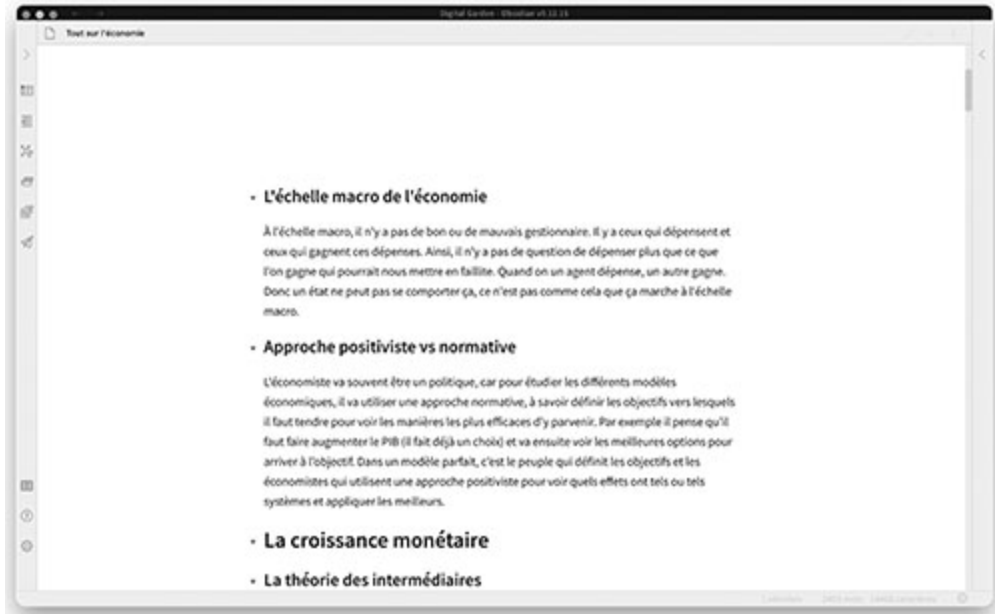 Digital Garden - Obsidian v0.12.15
Tout sur l'économie
L'échelle macro de l'économie
À l'échelle macro, il n'y a pas de bon ou de mauvais gestionnaire. Il y a ceux qui dépensent et
ceux qui gagnent ces dépenses. Ainsi, il n'y a pas de question de dépenser plus que ce que
l'on gagne qui pourrait nous mettre en faillite. Quand on un agent dépense, un autre gagne.
Donc un état ne peut pas se comporter ça, ce n'est pas comme cela que ça marche à l'échelle
macro.
Approche positiviste vs normative
L'économiste va souvent être un politique, car pour étudier les différents modèles
économiques, il va utiliser une approche normative, à savoir définir les objectifs vers lesquels
il faut tendre pour voir les manières les plus efficaces d'y parvenir. Par exemple il pense qu'il
faut faire augmenter le PIB (il fait déjà un choix) et va ensuite voir les meilleures options pour
arriver à l'objectif. Dans un modèle parfait, c'est le peuple qui définit les objectifs et les
économistes qui utilisent une approche positiviste pour voir quels effets ont tels ou tels
systèmes et appliquer les meilleurs.
La croissance monétaire
La théorie des intermédiaires